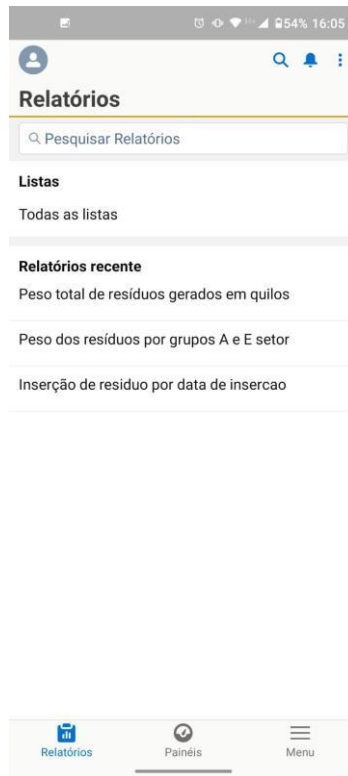 54% 16:05
Relatórios
Pesquisar Relatórios
Listas
Todas as listas
Relatórios recente
Peso total de resíduos gerados em quilos
Peso dos resíduos por grupos A e E setor
Inserção de residuo por data de insercao
Relatórios Painéis Menu